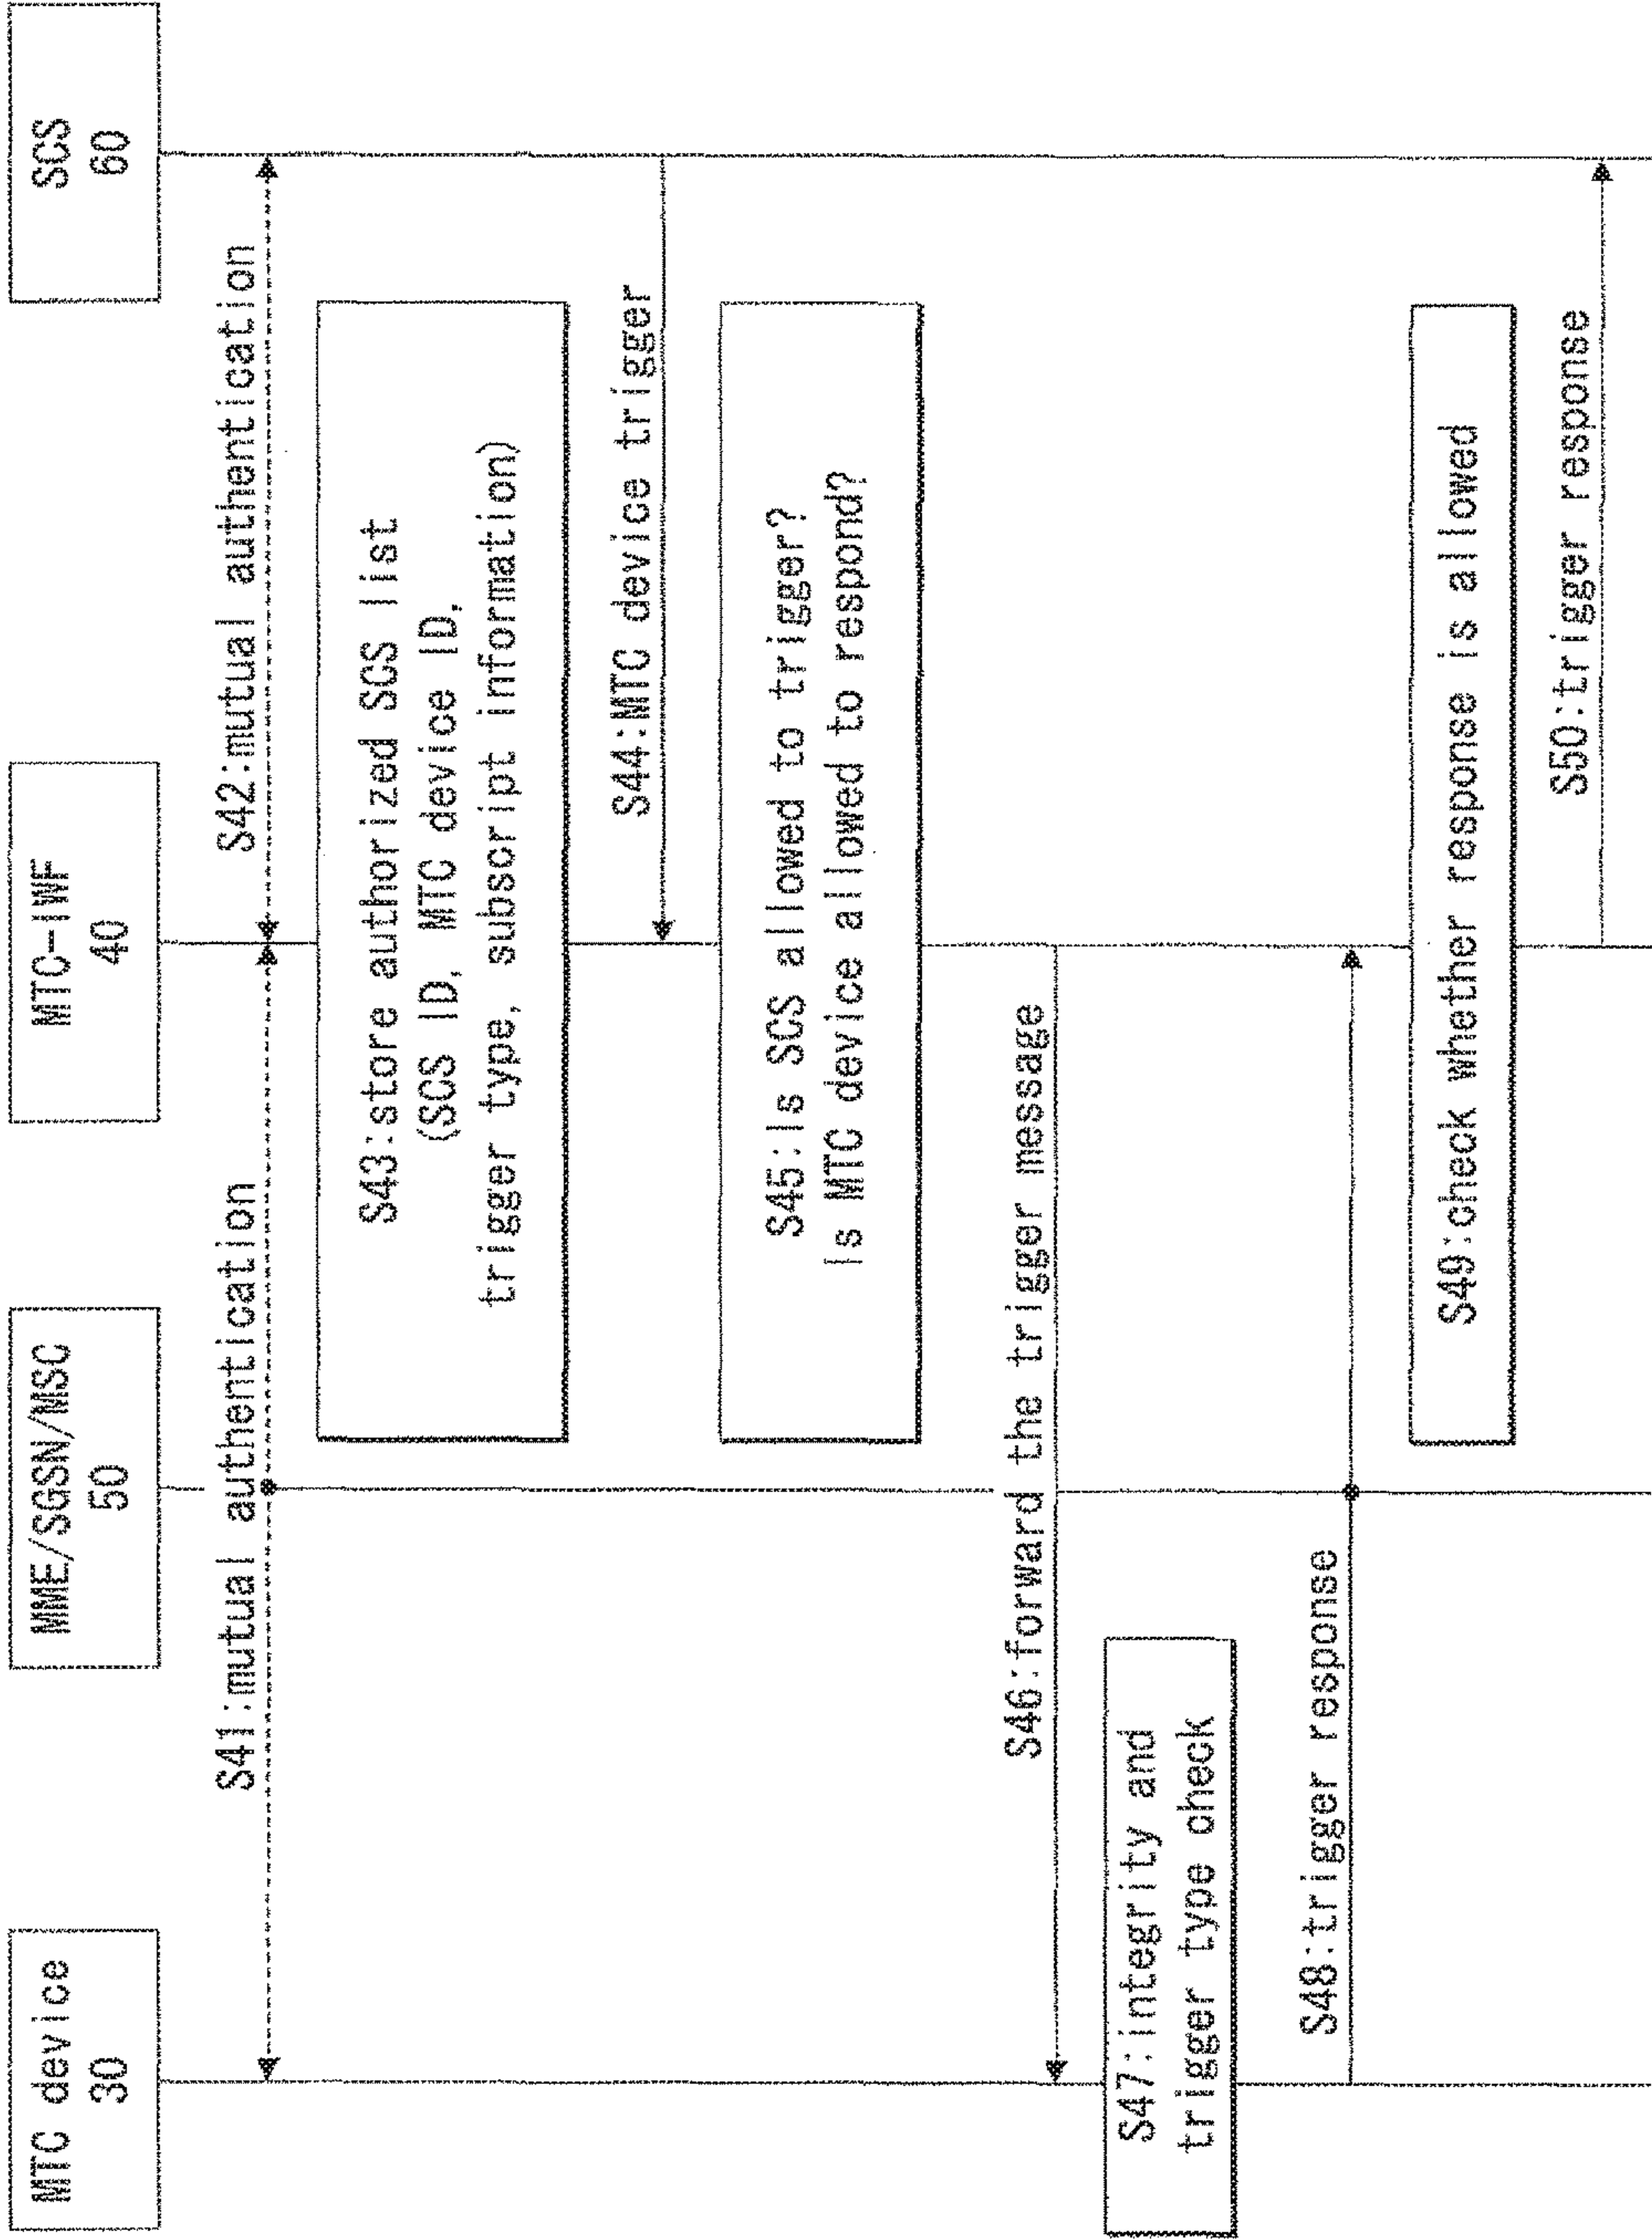 MTC device
30
MME/SGSN/MSC
50
MTC-IWF
40
SCS
60
S41:mutual authentication
S42:mutual authentication
S43:store authorized SCS list
(SCS ID, MTC device ID,
trigger type, subscript information)
S44:MTC device trigger
S45:Is SCS allowed to trigger?
Is MTC device allowed to respond?
S46:forward the trigger message
S47:integrity and
trigger type check
S48:trigger response
S49:check whether response is allowed
S50:trigger response